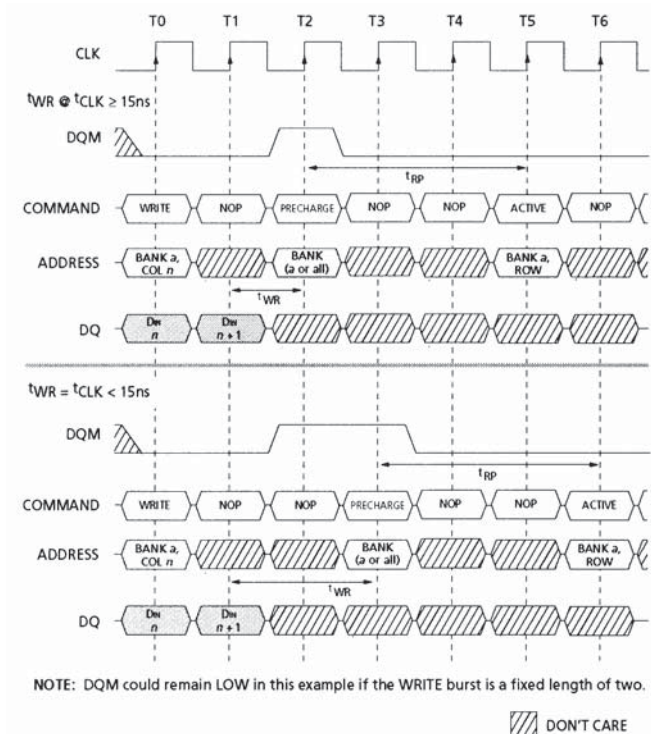 T0 T1 T2 T3 T4 T5 T6
CLK
tWR @ tCLK ≥ 15ns
DQM
tRP
COMMAND WRITE NOP PRECHARGE NOP NOP ACTIVE NOP
ADDRESS BANK a, COL n BANK (a or all) BANK a, ROW
tWR
DQ DIN n DIN n + 1
tWR = tCLK < 15ns
DQM
tRP
COMMAND WRITE NOP NOP PRECHARGE NOP NOP ACTIVE
ADDRESS BANK a, COL n BANK (a or all) BANK a, ROW
tWR
DQ DIN n DIN n + 1
NOTE: DQM could remain LOW in this example if the WRITE burst is a fixed length of two.
DON'T CARE